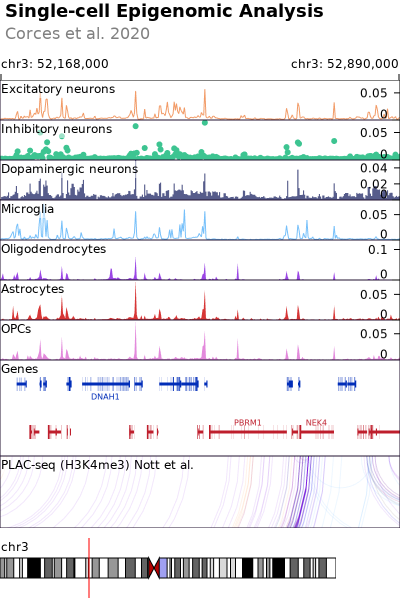 Single-cell Epigenomic Analysis
Corces et al. 2020
chr3: 52,168,000 chr3: 52,890,000
Excitatory neurons
0.05
0
Inhibitory neurons
0.05
0
Dopaminergic neurons
0.04
0.02
0
Microglia
0.05
0
Oligodendrocytes
0.1
0
Astrocytes
0.05
0
OPCs
0.05
0
Genes
DNAH1
PBRM1 NEK4
PLAC-seq (H3K4me3) Nott et al.
chr3